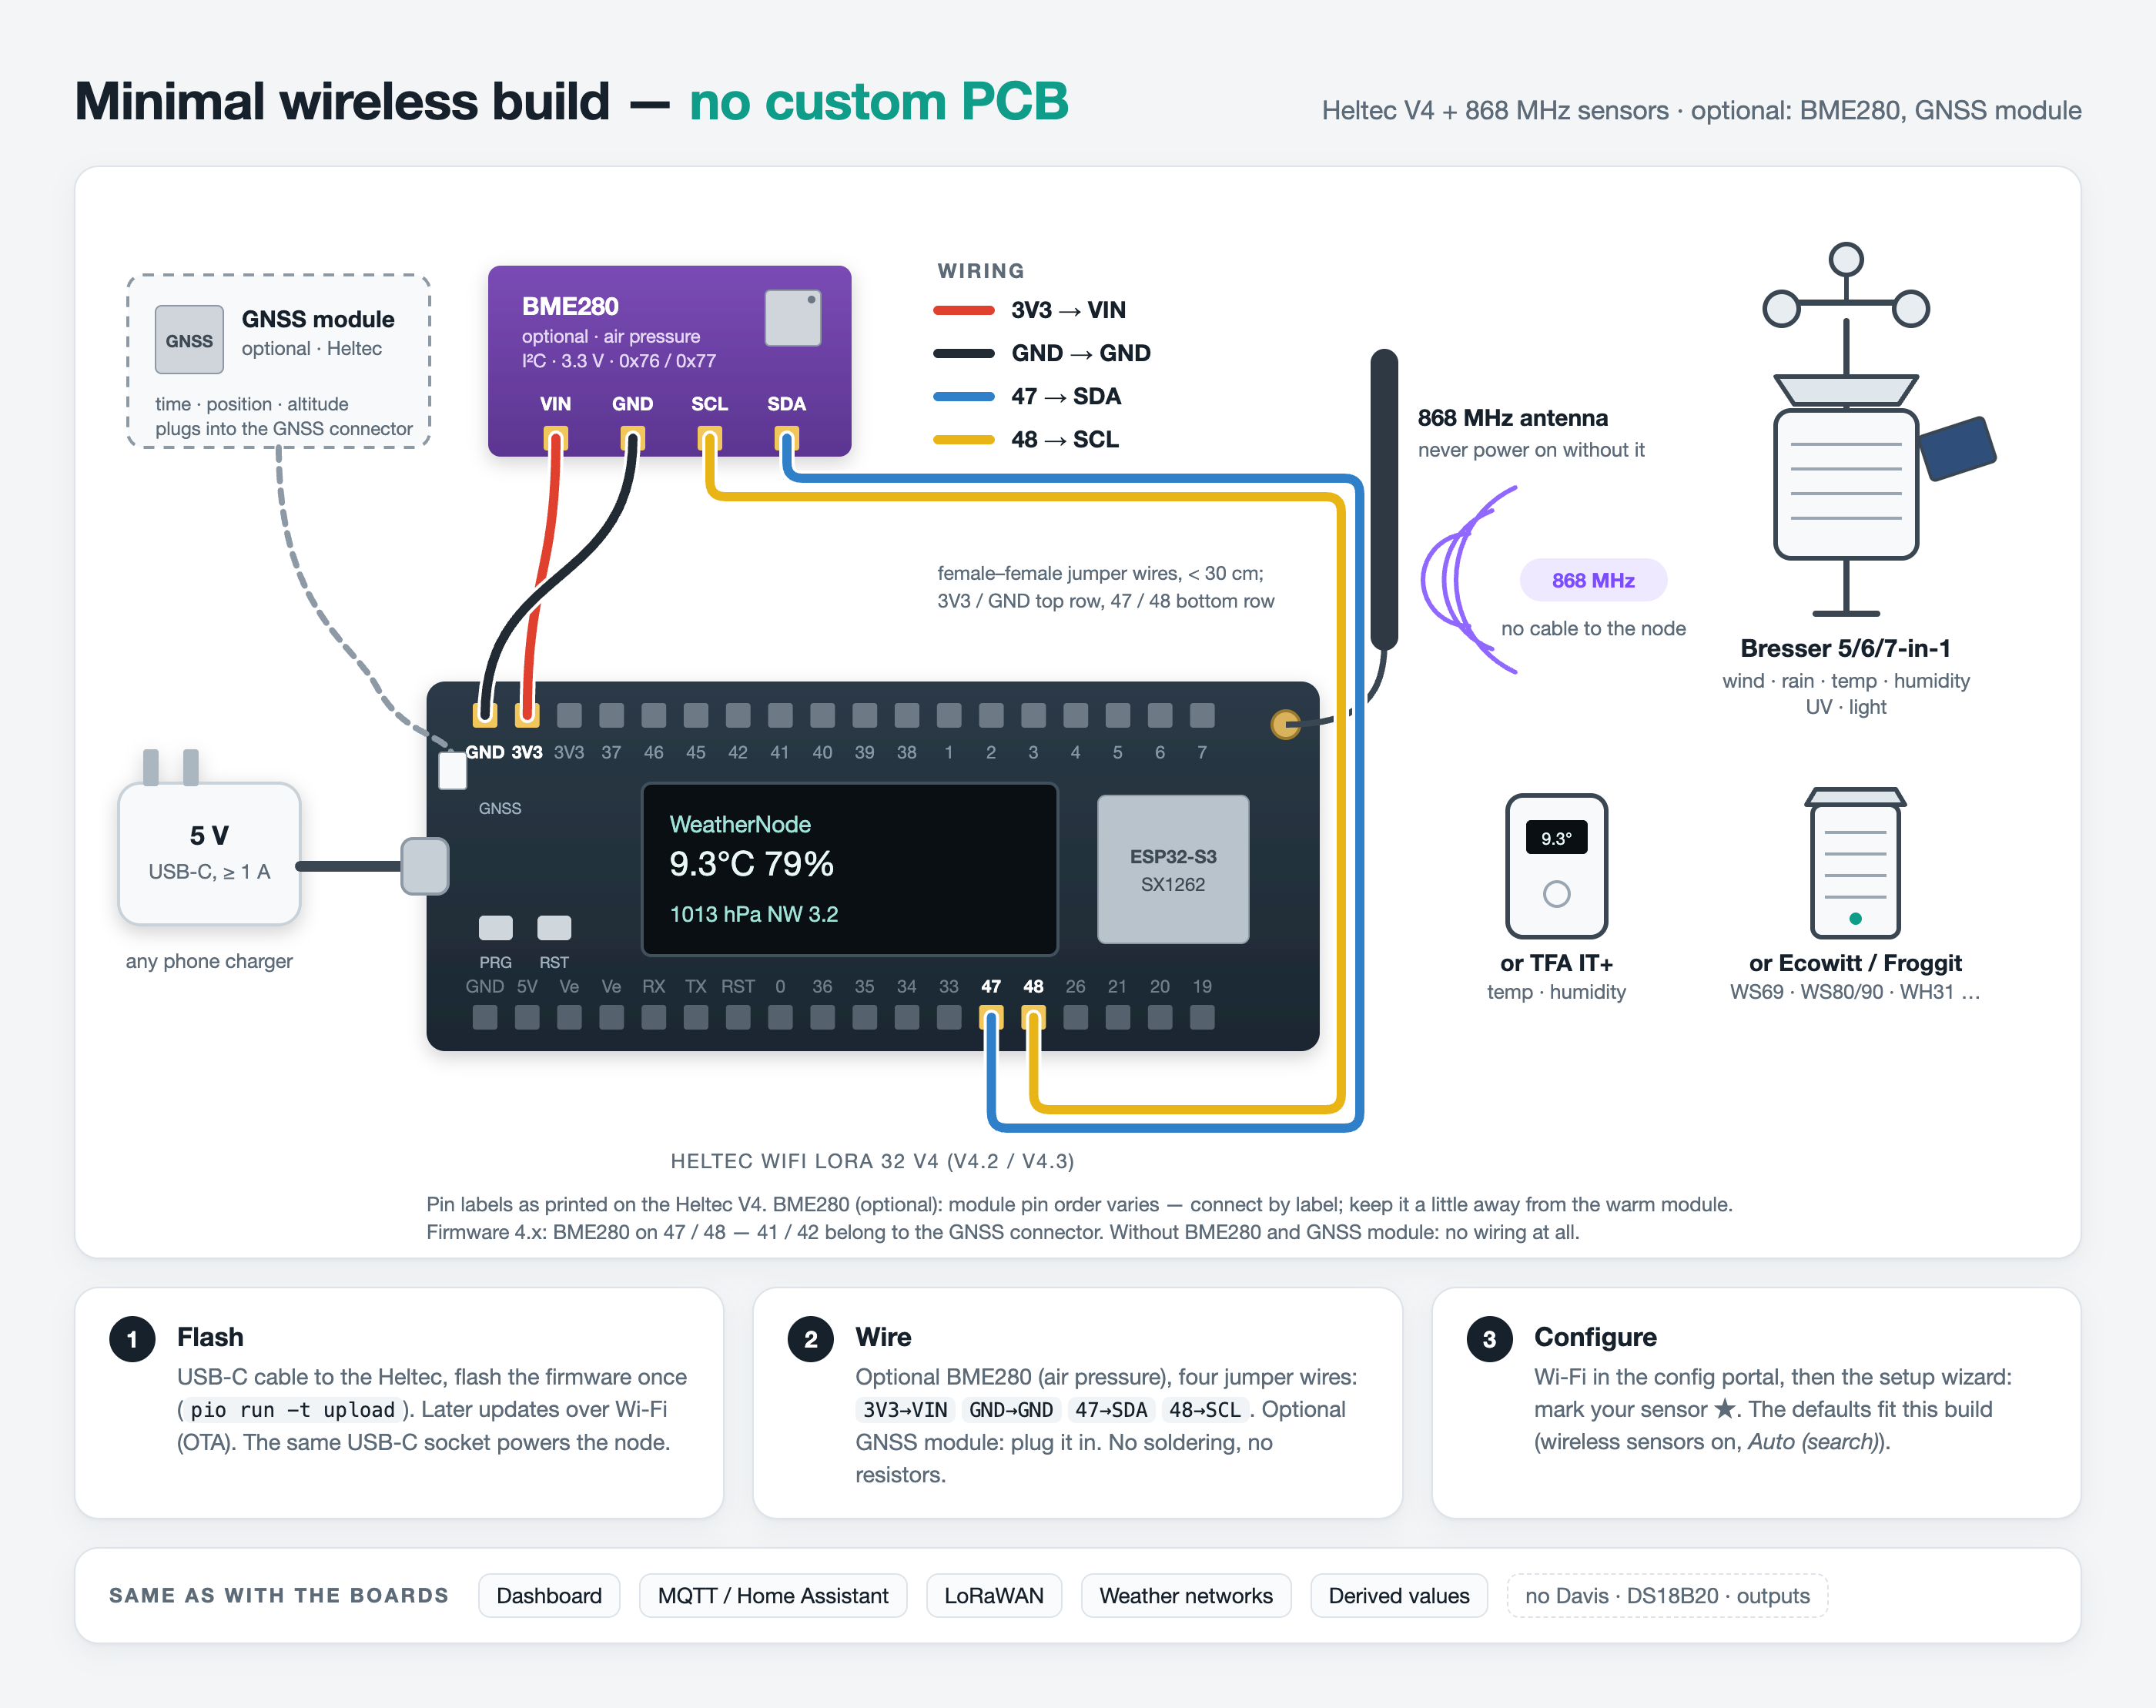 Minimal wireless build — no custom PCB
Heltec V4 + 868 MHz sensors · optional: BME280, GNSS module
GNSS
GNSS module
optional · Heltec
time · position · altitude
plugs into the GNSS connector
BME280
optional · air pressure
I²C · 3.3 V · 0x76 / 0x77
VIN GND SCL SDA
WIRING
3V3 → VIN
GND → GND
47 → SDA
48 → SCL
female–female jumper wires, < 30 cm;
3V3 / GND top row, 47 / 48 bottom row
868 MHz antenna
never power on without it
868 MHz
no cable to the node
Bresser 5/6/7-in-1
wind · rain · temp · humidity
UV · light
GND 3V3 3V3 37 46 45 42 41 40 39 38 1 2 3 4 5 6 7
GNSS
5 V
USB-C, ≥ 1 A
any phone charger
WeatherNode
9.3°C 79%
1013 hPa NW 3.2
ESP32-S3
SX1262
PRG RST
GND 5V Ve Ve RX TX RST 0 36 35 34 33 47 48 26 21 20 19
9.3°
or TFA IT+
temp · humidity
or Ecowitt / Froggit
WS69 · WS80/90 · WH31 …
HELTEC WIFI LORA 32 V4 (V4.2 / V4.3)
Pin labels as printed on the Heltec V4. BME280 (optional): module pin order varies — connect by label; keep it a little away from the warm module.
Firmware 4.x: BME280 on 47 / 48 — 41 / 42 belong to the GNSS connector. Without BME280 and GNSS module: no wiring at all.
1 Flash
USB-C cable to the Heltec, flash the firmware once
( pio run -t upload ). Later updates over Wi-Fi
(OTA). The same USB-C socket powers the node.
2 Wire
Optional BME280 (air pressure), four jumper wires:
3V3→VIN GND→GND 47→SDA 48→SCL . Optional
GNSS module: plug it in. No soldering, no
resistors.
3 Configure
Wi-Fi in the config portal, then the setup wizard:
mark your sensor ★. The defaults fit this build
(wireless sensors on, Auto (search)).
SAME AS WITH THE BOARDS Dashboard MQTT / Home Assistant LoRaWAN Weather networks Derived values no Davis · DS18B20 · outputs